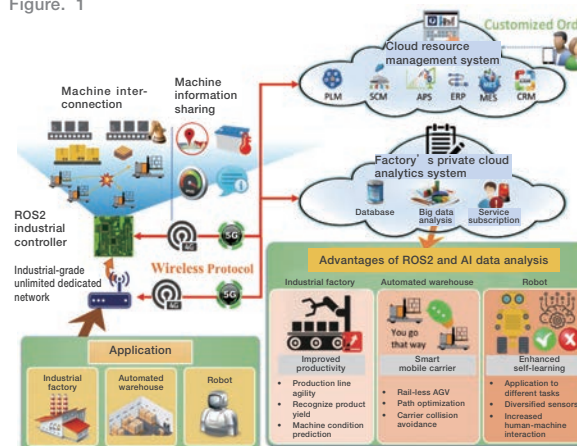 Figure. 1
Customized Ord
Cloud resource
management system
PLM
SCM
APS
ERP
MES
CRM
Machine inter-
connection
Machine
information
sharing
Factory's private cloud
analytics system
Database
Big data
analysis
Service
subscription
ROS2
industrial
controller
4G
5G
Wireless Protocol
Industrial-grade
unlimited dedicated
network
4G
5G
Application
Industrial
factory
Automated
warehouse
Robot
Advantages of ROS2 and AI data analysis
Industrial factory
Improved
productivity
• Production line
agility
• Recognize product
yield
• Machine condition
prediction
Automated warehouse
You go
that way
Smart
mobile carrier
• Rail-less AGV
• Path optimization
• Carrier collision
avoidance
Robot
Enhanced
self-learning
• Application to
different tasks
• Diversified sensors
• Increased
human-machine
interaction